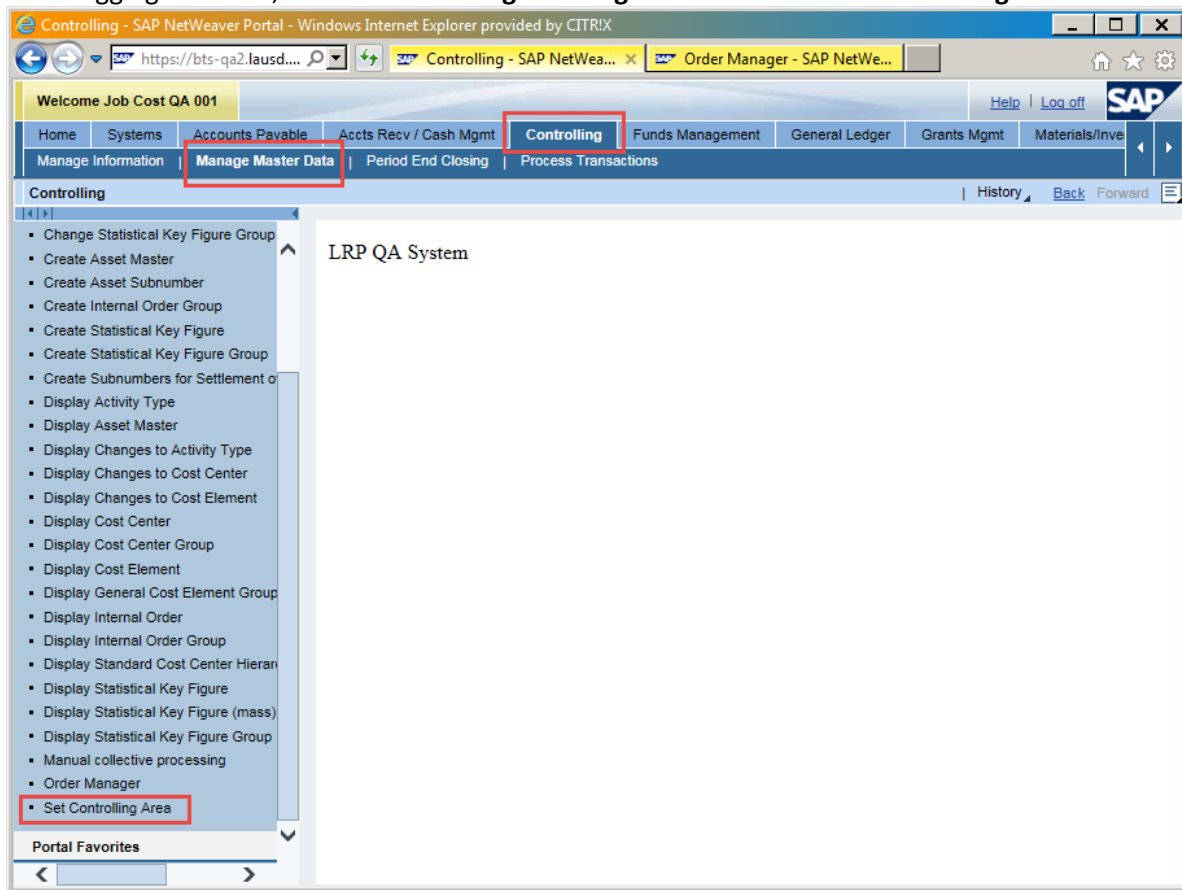 Controlling - SAP NetWeaver Portal - Windows Internet Explorer provided by CITR!X
https://bts-qa2.lausd.... Controlling - SAP NetWea... Order Manager - SAP NetWe...
Welcome Job Cost QA 001 Help | Log off SAP
Home Systems Accounts Payable Accts Recv / Cash Mgmt Controlling Funds Management General Ledger Grants Mgmt Materials/Inve
Manage Information | Manage Master Data | Period End Closing | Process Transactions
Controlling | History Back Forward
Change Statistical Key Figure Group
Create Asset Master
LRP QA System
Create Asset Subnumber
Create Internal Order Group
Create Statistical Key Figure
Create Statistical Key Figure Group
Create Subnumbers for Settlement o
Display Activity Type
Display Asset Master
Display Changes to Activity Type
Display Changes to Cost Center
Display Changes to Cost Element
Display Cost Center
Display Cost Center Group
Display Cost Element
Display General Cost Element Group
Display Internal Order
Display Internal Order Group
Display Standard Cost Center Hierar
Display Statistical Key Figure
Display Statistical Key Figure (mass)
Display Statistical Key Figure Group
Manual collective processing
Order Manager
Set Controlling Area
Portal Favorites